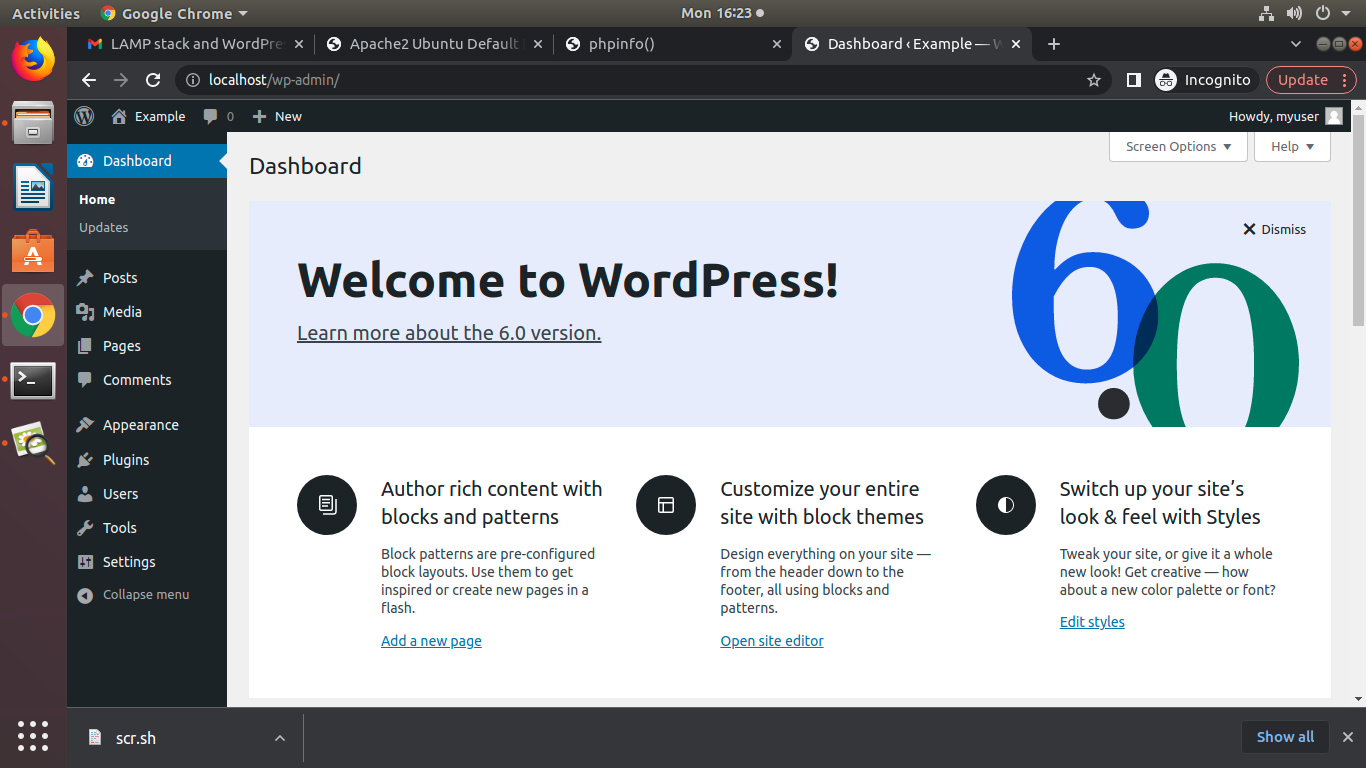 Activities
Google Chrome
Mon 16:23
LAMP stack and WordPre
Apache2 Ubuntu Default
phpinfo()
Dashboard ‹ Example — W
localhost/wp-admin/
Incognito
Update
Example
0
New
Howdy, myuser
Dashboard
Home
Updates
Posts
Media
Pages
Comments
Appearance
Plugins
Users
Tools
Settings
Collapse menu
Dashboard
Screen Options
Help
Dismiss
Welcome to WordPress!
Learn more about the 6.0 version.
6.0
Author rich content with
blocks and patterns
Block patterns are pre-configured
block layouts. Use them to get
inspired or create new pages in a
flash.
Add a new page
Customize your entire
site with block themes
Design everything on your site —
from the header down to the
footer, all using blocks and
patterns.
Open site editor
Switch up your site’s
look & feel with Styles
Tweak your site, or give it a whole
new look! Get creative — how
about a new color palette or font?
Edit styles
scr.sh
Show all